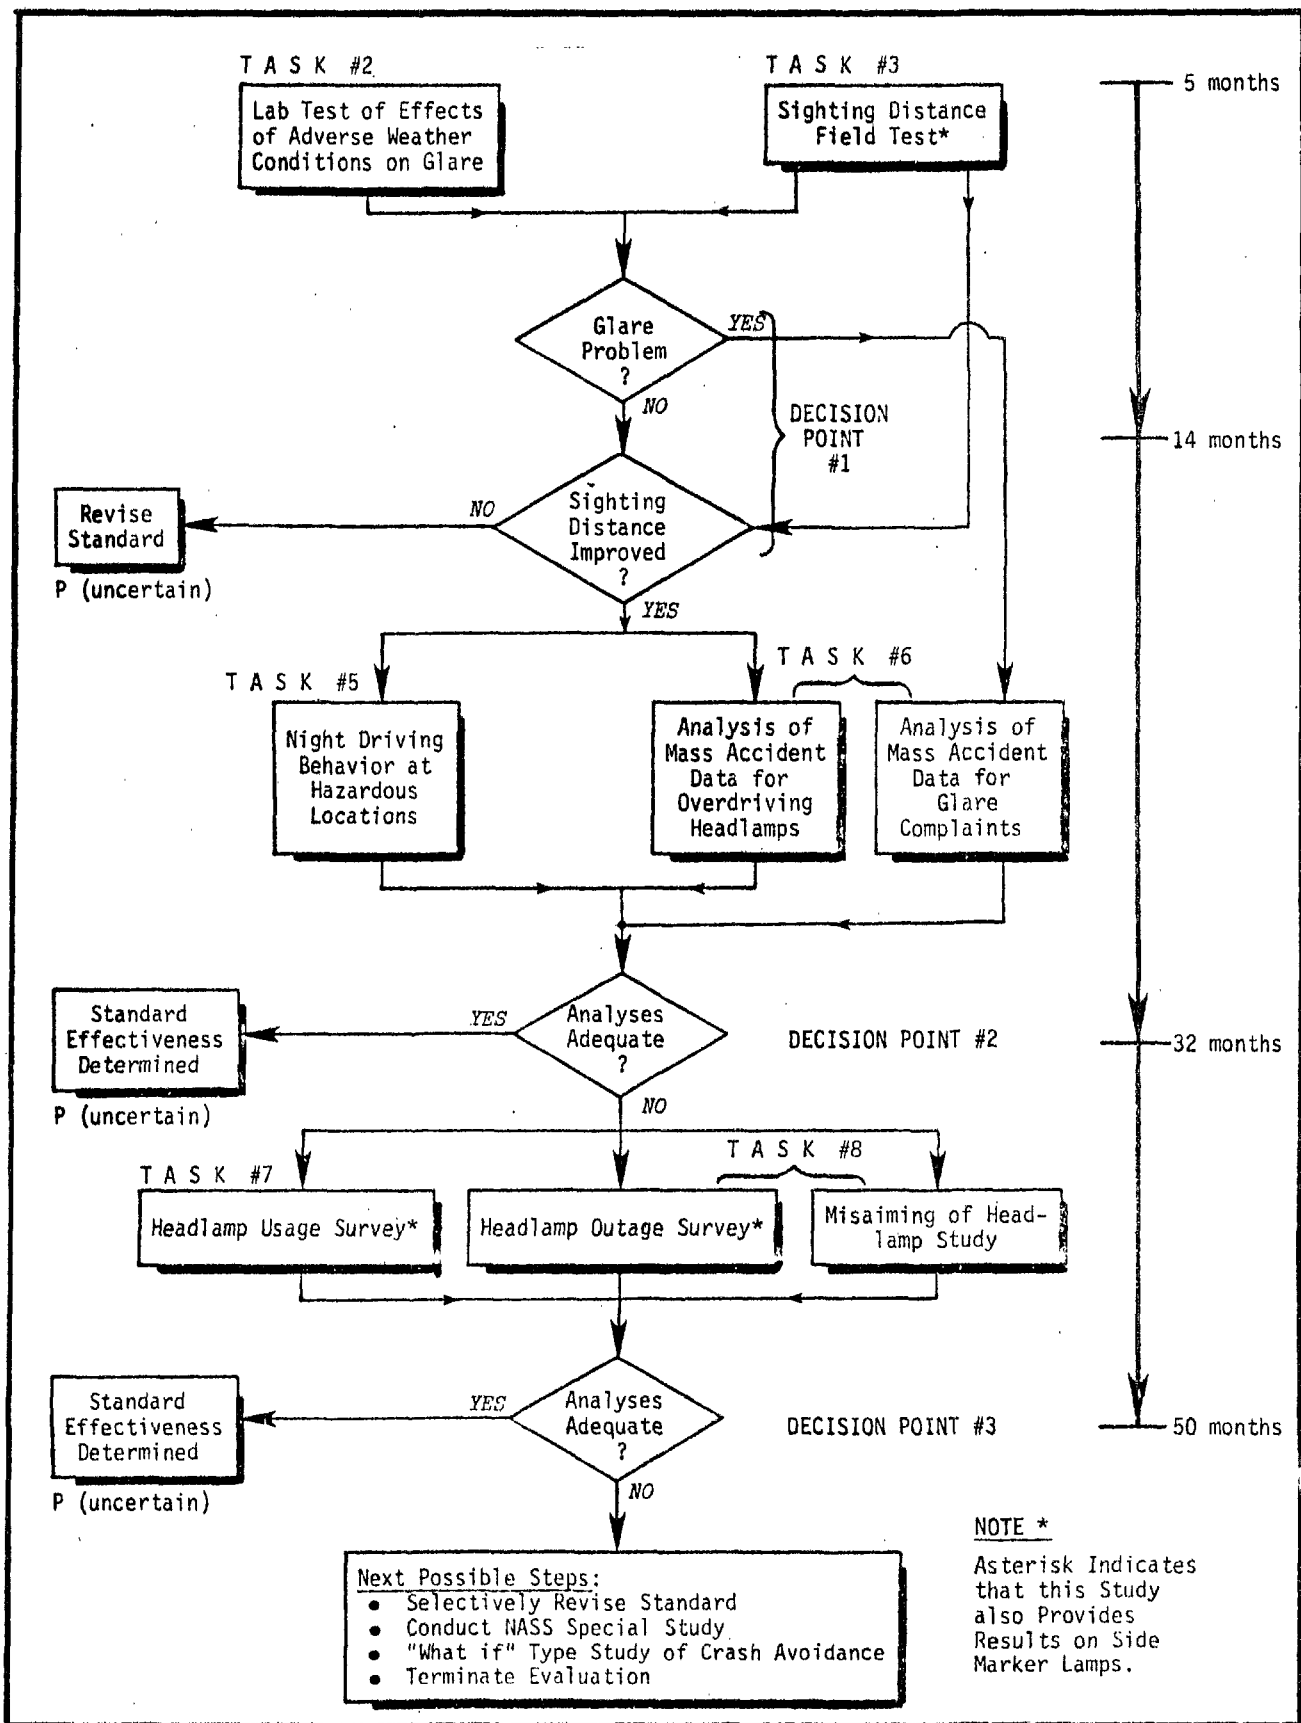 T A S K #2
Lab Test of Effects
of Adverse Weather
Conditions on Glare
T A S K #3
Sighting Distance
Field Test*
5 months
Glare
Problem
?
YES
NO
DECISION
POINT
#1
14 months
Sighting
Distance
Improved
?
NO
YES
Revise
Standard
P (uncertain)
T A S K #5
Night Driving
Behavior at
Hazardous
Locations
T A S K #6
Analysis of
Mass Accident
Data for
Overdriving
Headlamps
Analysis of
Mass Accident
Data for
Glare
Complaints
Analyses
Adequate
?
YES
NO
DECISION POINT #2
32 months
Standard
Effectiveness
Determined
P (uncertain)
T A S K #7
Headlamp Usage Survey*
T A S K #8
Headlamp Outage Survey*
Misaiming of Head-
lamp Study
Analyses
Adequate
?
YES
NO
DECISION POINT #3
50 months
Standard
Effectiveness
Determined
P (uncertain)
Next Possible Steps:
● Selectively Revise Standard
● Conduct NASS Special Study
● "What if" Type Study of Crash Avoidance
● Terminate Evaluation
NOTE *
Asterisk Indicates
that this Study
also Provides
Results on Side
Marker Lamps.